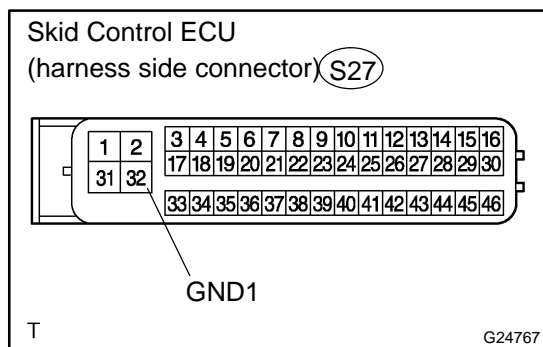 Skid Control ECU
(harness side connector) S27
1 2 3 4 5 6 7 8 9 10 11 12 13 14 15 16
17 18 19 20 21 22 23 24 25 26 27 28 29 30
31 32
33 34 35 36 37 38 39 40 41 42 43 44 45 46
GND1
T G24767